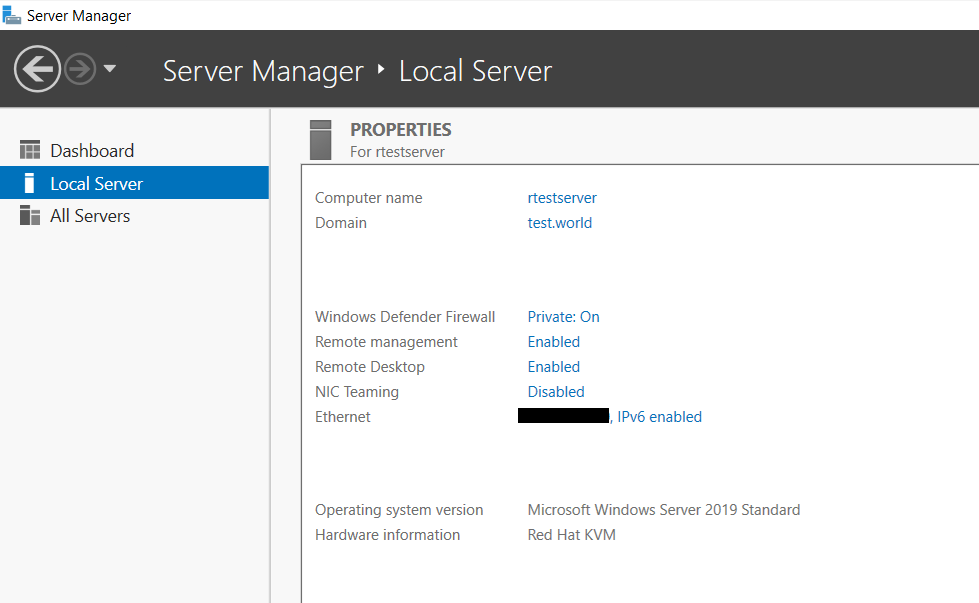 Server Manager
Server Manager ‣ Local Server
Dashboard
Local Server
All Servers
PROPERTIES
For rtestserver
Computer name rtestserver
Domain test.world
Windows Defender Firewall Private: On
Remote management Enabled
Remote Desktop Enabled
NIC Teaming Disabled
Ethernet , IPv6 enabled
Operating system version Microsoft Windows Server 2019 Standard
Hardware information Red Hat KVM